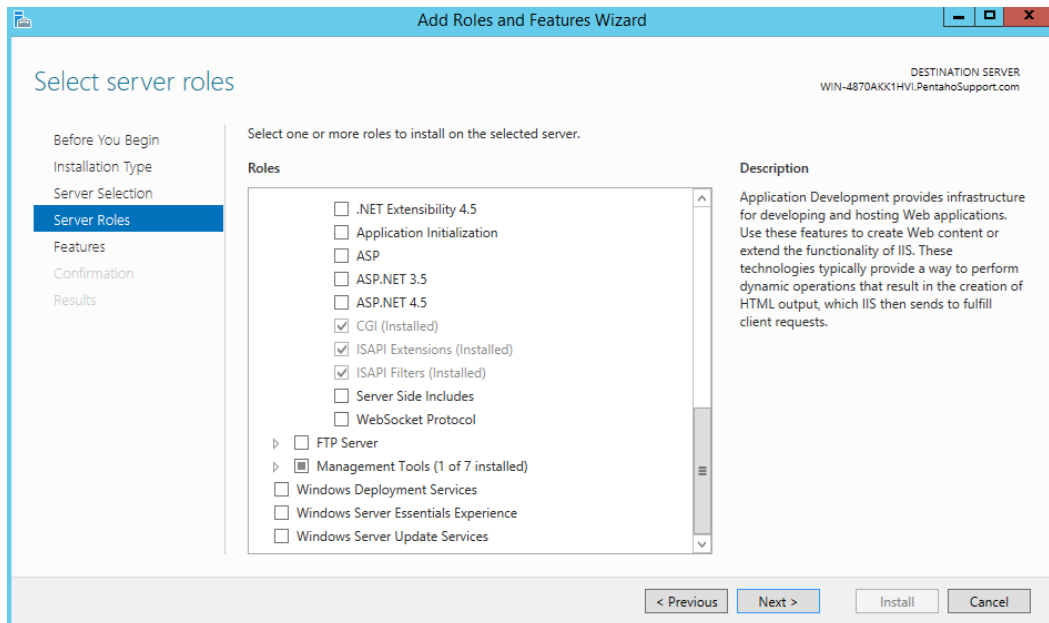 Add Roles and Features Wizard
Select server roles
DESTINATION SERVER
WIN-4870AKK1HVI.PentahoSupport.com
Before You Begin
Installation Type
Server Selection
Server Roles
Features
Confirmation
Results
Select one or more roles to install on the selected server.
Roles
.NET Extensibility 4.5
Application Initialization
ASP
ASP.NET 3.5
ASP.NET 4.5
CGI (Installed)
ISAPI Extensions (Installed)
ISAPI Filters (Installed)
Server Side Includes
WebSocket Protocol
FTP Server
Management Tools (1 of 7 installed)
Windows Deployment Services
Windows Server Essentials Experience
Windows Server Update Services
Description
Application Development provides infrastructure
for developing and hosting Web applications.
Use these features to create Web content or
extend the functionality of IIS. These
technologies typically provide a way to perform
dynamic operations that result in the creation of
HTML output, which IIS then sends to fulfill
client requests.
< Previous
Next >
Install
Cancel